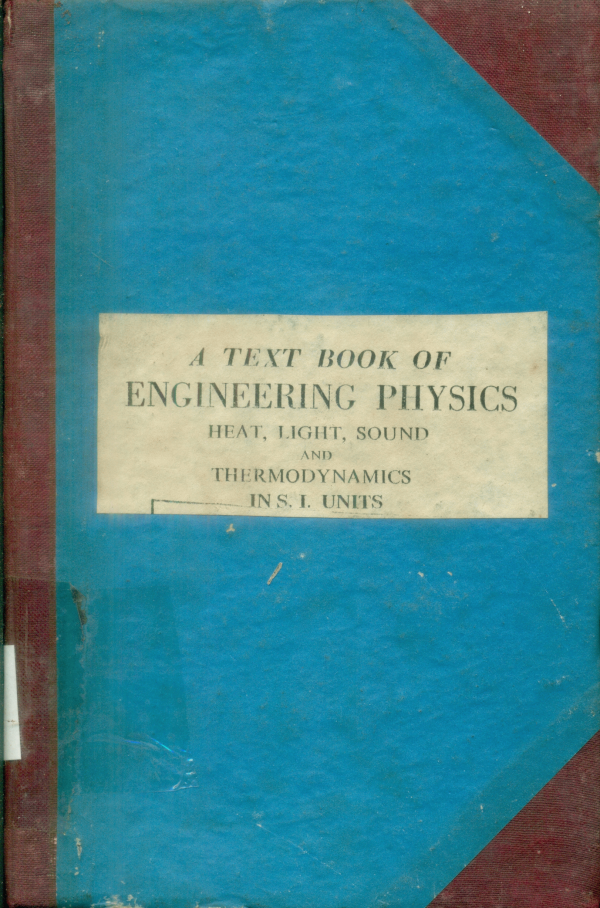 A TEXT BOOK OF
ENGINEERING PHYSICS
HEAT, LIGHT, SOUND
AND
THERMODYNAMICS
IN S. I. UNITS